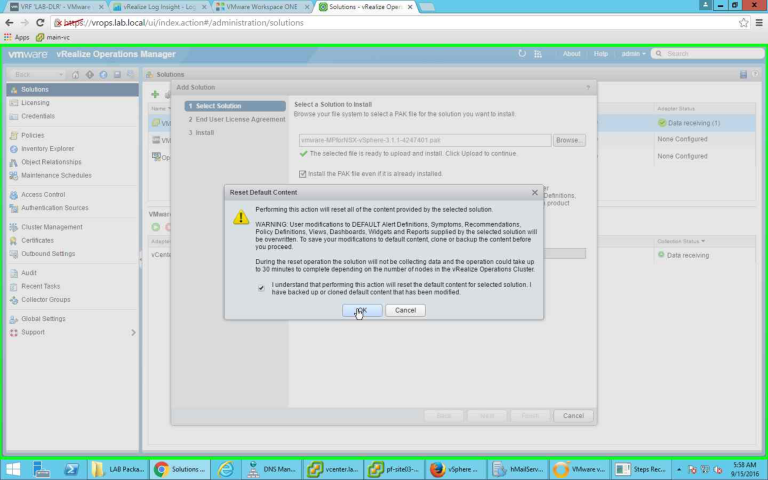 VRF 'LAB-DLR' - VMwar
vRealize Log Insight - Log
VMware Workspace ONE
Solutions - vRealize Oper
https://vrops.lab.local/ui/index.action#/administration/solutions
Apps
main-vc
vmware vRealize Operations Manager
About
Help
admin
Search
Back
Solutions
Licensing
Credentials
Policies
Inventory Explorer
Object Relationships
Maintenance Schedules
Access Control
Authentication Sources
Cluster Management
Certificates
Outbound Settings
Audit
Recent Tasks
Collector Groups
Global Settings
Support
Solutions
Name
VM
VM
Op
VMwar
Adapte
vCente
Adapter Status
Data receiving (1)
None Configured
None Configured
Collection Status
Data receiving
Add Solution
?
1 Select Solution
2 End User License Agreement
3 Install
Select a Solution to Install
Browse your file system to select a PAK file for the solution you want to install.
vmware-MPforNSX-vSphere-3.1.1-4247401.pak
Browse...
The selected file is ready to upload and install. Click Upload to continue.
Install the PAK file even if it is already installed.
Definitions,
product
Reset Default Content
Performing this action will reset all of the content provided by the selected solution.
WARNING: User modifications to DEFAULT Alert Definitions, Symptoms, Recommendations,
Policy Definitions, Views, Dashboards, Widgets and Reports supplied by the selected solution will
be overwritten. To save your modifications to default content, clone or backup the content before
you proceed.
During the reset operation the solution will not be collecting data and the operation could take up
to 30 minutes to complete depending on the number of nodes in the vRealize Operations Cluster.
I understand that performing this action will reset the default content for selected solution. I
have backed up or cloned default content that has been modified.
OK
Cancel
Back
Next
Finish
Cancel
LAB Packa...
Solutions ...
DNS Man...
vcenter.la...
pf-site03-...
vSphere ...
hMailServ...
VMware v...
Steps Rec...
5:58 AM
9/15/2016